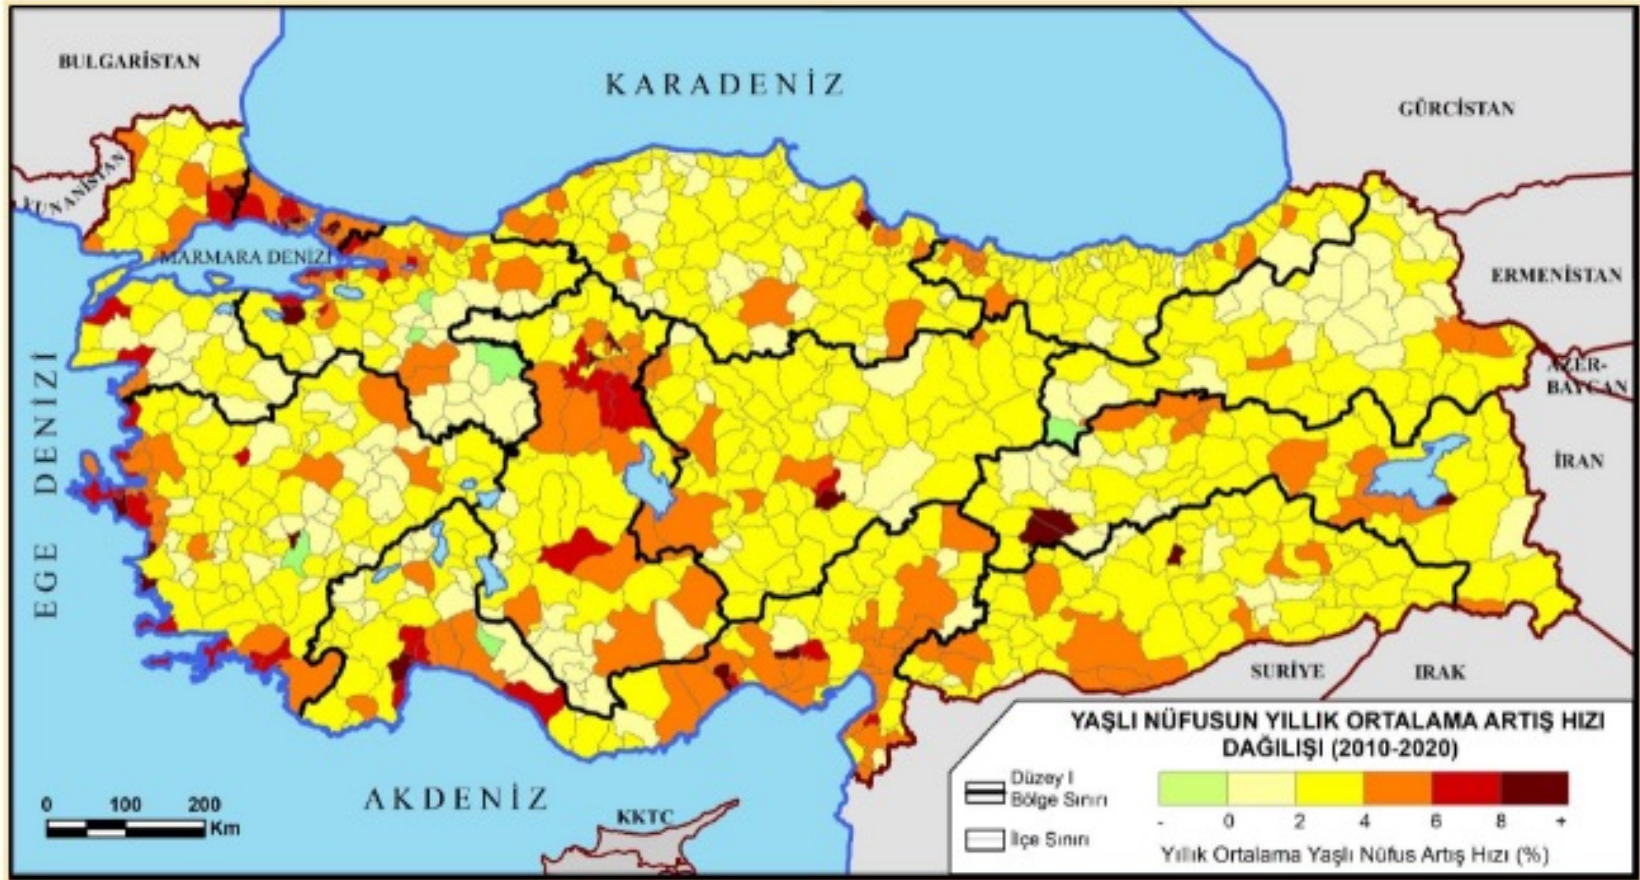 BULGARİSTAN
KARADENİZ
GÜRCİSTAN
YUNANİSTAN
MARMARA DENİZİ
ERMENİSTAN
AZER-
BAYCAN
EGE DENİZİ
İRAN
SURİYE
IRAK
AKDENİZ
KKTC
0 100 200
Km
YAŞLI NÜFUSUN YILLIK ORTALAMA ARTIŞ HIZI
DAĞILIŞI (2010-2020)
Düzey I
Bölge Sınırı
İlçe Sınırı
- 0 2 4 6 8 +
Yıllık Ortalama Yaşlı Nüfus Artış Hızı (%)